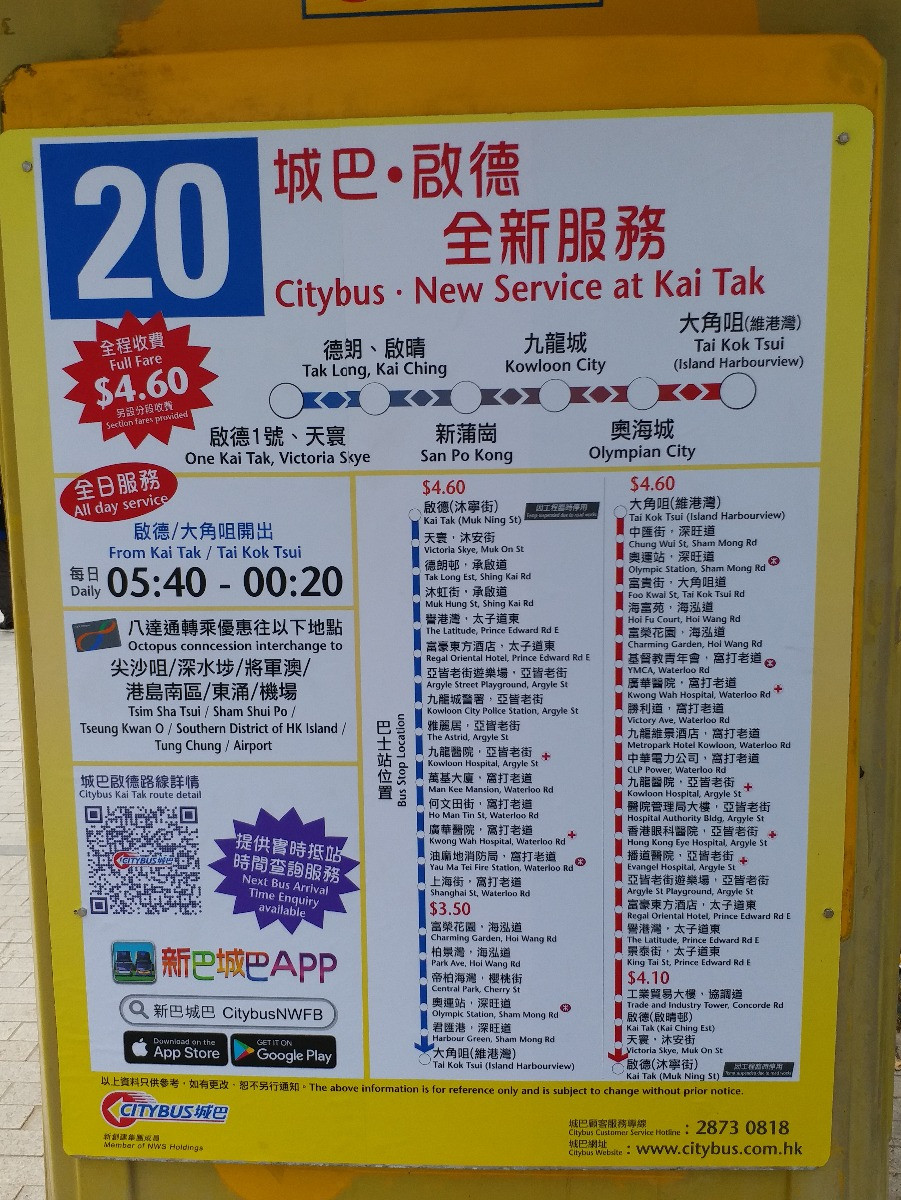 20
城巴·啟德
全新服務
Citybus · New Service at Kai Tak
全程收費
Full Fare
$4.60
另設分段收費
Section fares provided
德朗、啟晴
Tak Long, Kai Ching
九龍城
Kowloon City
大角咀(維港灣)
Tai Kok Tsui
(Island Harbourview)
啟德1號、天寰
One Kai Tak, Victoria Skye
新蒲崗
San Po Kong
奧海城
Olympian City
全日服務
All day service
啟德/大角咀開出
From Kai Tak / Tai Kok Tsui
每日
Daily
05:40 - 00:20
八達通轉乘優惠往以下地點
Octopus conncession interchange to
尖沙咀/深水埗/將軍澳/
港島南區/東涌/機場
Tsim Sha Tsui / Sham Shui Po /
Tseung Kwan O / Southern District of HK Island /
Tung Chung / Airport
城巴啟德路線詳情
Citybus Kai Tak route detail
CITYBUS城巴
提供實時抵站
時間查詢服務
Next Bus Arrival
Time Enquiry
available
新巴城巴APP
新巴城巴 CitybusNWFB
Download on the
App Store
GET IT ON
Google Play
巴士站位置
Bus Stop Location
$4.60
啟德(沐寧街)
Kai Tak (Muk Ning St)
因工程臨時停用
天寰，沐安街
Victoria Skye, Muk On St
德朗邨，承啟道
Tak Long Est, Shing Kai Rd
沐虹街，承啟道
Muk Hung St, Shing Kai Rd
譽港灣，太子道東
The Latitude, Prince Edward Rd E
富豪東方酒店，太子道東
Regal Oriental Hotel, Prince Edward Rd E
亞皆老街遊樂場，亞皆老街
Argyle Street Playground, Argyle St
九龍城警署，亞皆老街
Kowloon City Police Station, Argyle St
雅麗居，亞皆老街
The Astrid, Argyle St
九龍醫院，亞皆老街
Kowloon Hospital, Argyle St
萬基大廈，窩打老道
Man Kee Mansion, Waterloo Rd
何文田街，窩打老道
Ho Man Tin St, Waterloo Rd
廣華醫院，窩打老道
Kwong Wah Hospital, Waterloo Rd
油麻地消防局，窩打老道
Yau Ma Tei Fire Station, Waterloo Rd
上海街，窩打老道
Shanghai St, Waterloo Rd
$3.50
富榮花園，海泓道
Charming Garden, Hoi Wang Rd
柏景灣，海泓道
Park Ave, Hoi Wang Rd
帝柏海灣，櫻桃街
Central Park, Cherry St
奧運站，深旺道
Olympic Station, Sham Mong Rd
君匯港，深旺道
Harbour Green, Sham Mong Rd
大角咀(維港灣)
Tai Kok Tsui (Island Harbourview)
$4.60
大角咀(維港灣)
Tai Kok Tsui (Island Harbourview)
中匯街，深旺道
Chung Wui St, Sham Mong Rd
奧運站，深旺道
Olympic Station, Sham Mong Rd
富貴街，大角咀道
Foo Kwai St, Tai Kok Tsui Rd
海富苑，海泓道
Hoi Fu Court, Hoi Wang Rd
富榮花園，海泓道
Charming Garden, Hoi Wang Rd
基督教青年會，窩打老道
YMCA, Waterloo Rd
廣華醫院，窩打老道
Kwong Wah Hospital, Waterloo Rd
勝利道，窩打老道
Victory Ave, Waterloo Rd
九龍維景酒店，窩打老道
Metropark Hotel Kowloon, Waterloo Rd
中華電力公司，窩打老道
CLP Power, Waterloo Rd
九龍醫院，亞皆老街
Kowloon Hospital, Argyle St
醫院管理局大樓，亞皆老街
Hospital Authority Bldg, Argyle St
香港眼科醫院，亞皆老街
Hong Kong Eye Hospital, Argyle St
播道醫院，亞皆老街
Evangel Hospital, Argyle St
亞皆老街遊樂場，亞皆老街
Argyle St Playground, Argyle St
富豪東方酒店，太子道東
Regal Oriental Hotel, Prince Edward Rd E
譽港灣，太子道東
The Latitude, Prince Edward Rd E
景泰街，太子道東
King Tai St, Prince Edward Rd E
$4.10
工業貿易大樓，協調道
Trade and Industry Tower, Concorde Rd
啟德(啟晴邨)
Kai Tak (Kai Ching Est)
天寰，沐安街
Victoria Skye, Muk On St
啟德(沐寧街)
Kai Tak (Muk Ning St)
因工程臨時停用
以上資料只供參考，如有更改，恕不另行通知。The above information is for reference only and is subject to change without prior notice.
CITYBUS城巴
新創建集團成員
Member of NWS Holdings
城巴顧客服務專線
Citybus Customer Service Hotline : 2873 0818
城巴網址
Citybus Website : www.citybus.com.hk